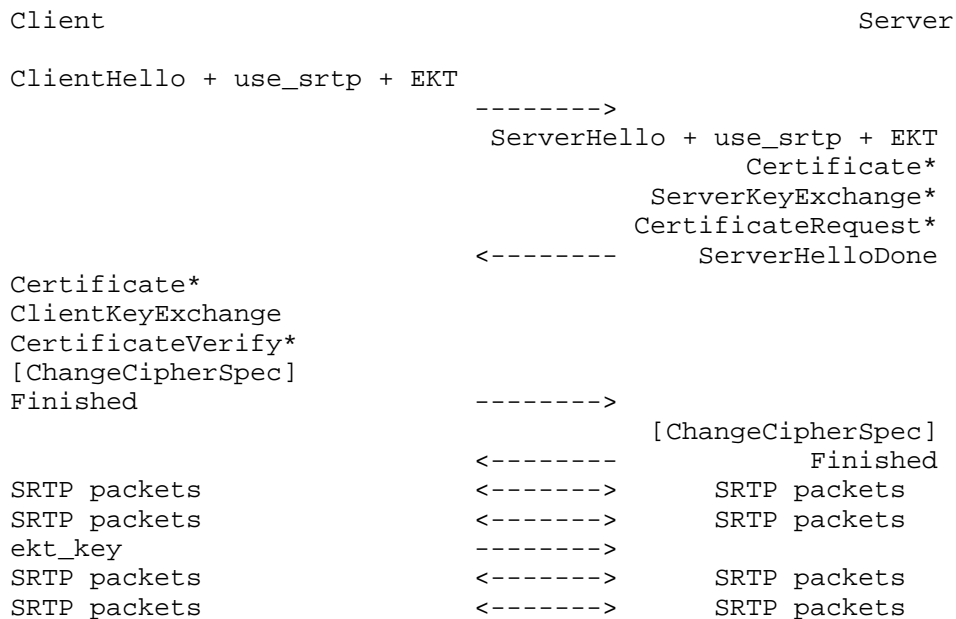 Client                                                Server

ClientHello + use_srtp + EKT
                             -------->
                              ServerHello + use_srtp + EKT
                                              Certificate*
                                        ServerKeyExchange*
                                       CertificateRequest*
                             <--------     ServerHelloDone
Certificate*
ClientKeyExchange
CertificateVerify*
[ChangeCipherSpec]
Finished                     -------->
                                        [ChangeCipherSpec]
                             <--------            Finished
SRTP packets                 <------->      SRTP packets
SRTP packets                 <------->      SRTP packets
ekt_key                      -------->
SRTP packets                 <------->      SRTP packets
SRTP packets                 <------->      SRTP packets